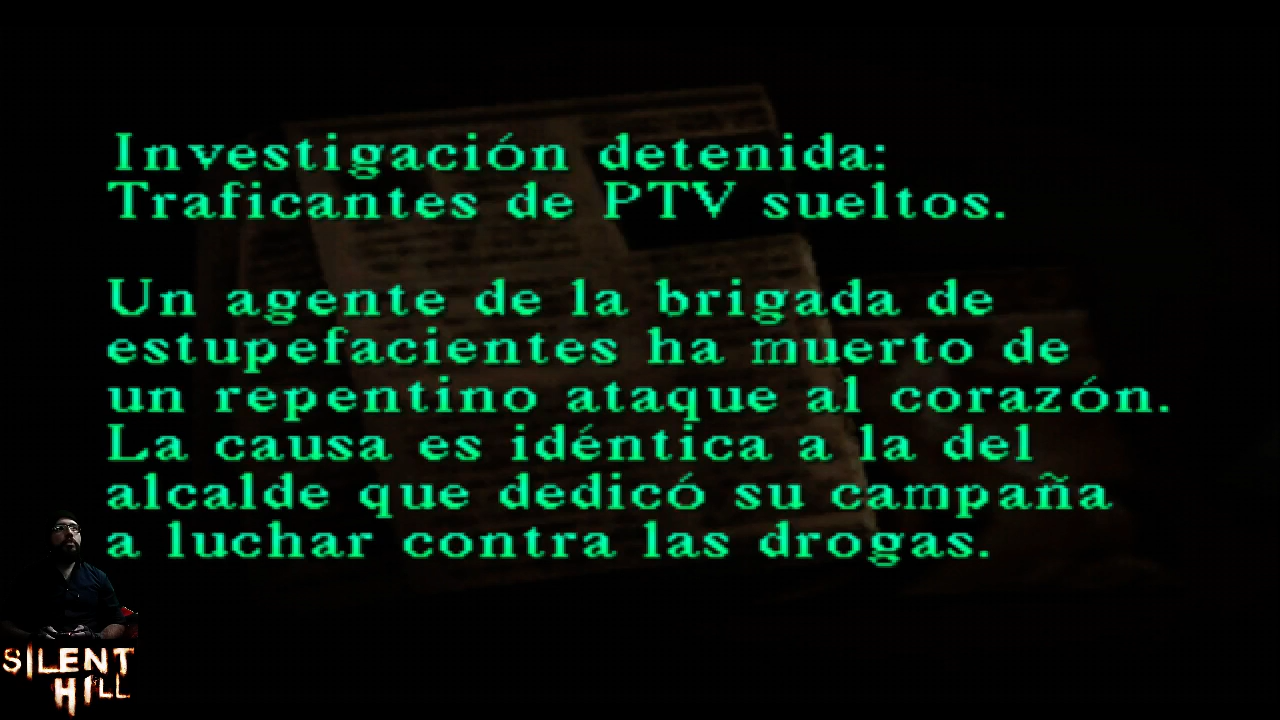 Investigación detenida:
Traficantes de PTV sueltos.
Un agente de la brigada de
estupefacientes ha muerto de
un repentino ataque al corazón.
La causa es idéntica a la del
alcalde que dedicó su campaña
a luchar contra las drogas.
SILENT
HILL